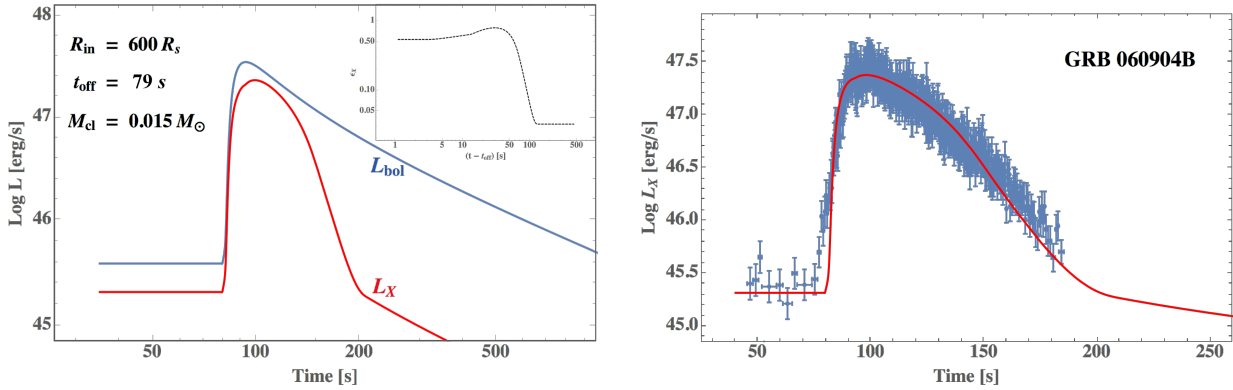 48
47
46
45
Log L [erg/s]
R_in = 600 R_s
t_off = 79 s
M_cl = 0.015 M_⊙
L_bol
L_X
50
100
200
500
Time [s]
1
0.50
0.10
0.05
ϵ_X
1
5
10
50
100
500
(t − t_off) [s]
47.5
47.0
46.5
46.0
45.5
45.0
Log L_X [erg/s]
GRB 060904B
50
100
150
200
250
Time [s]